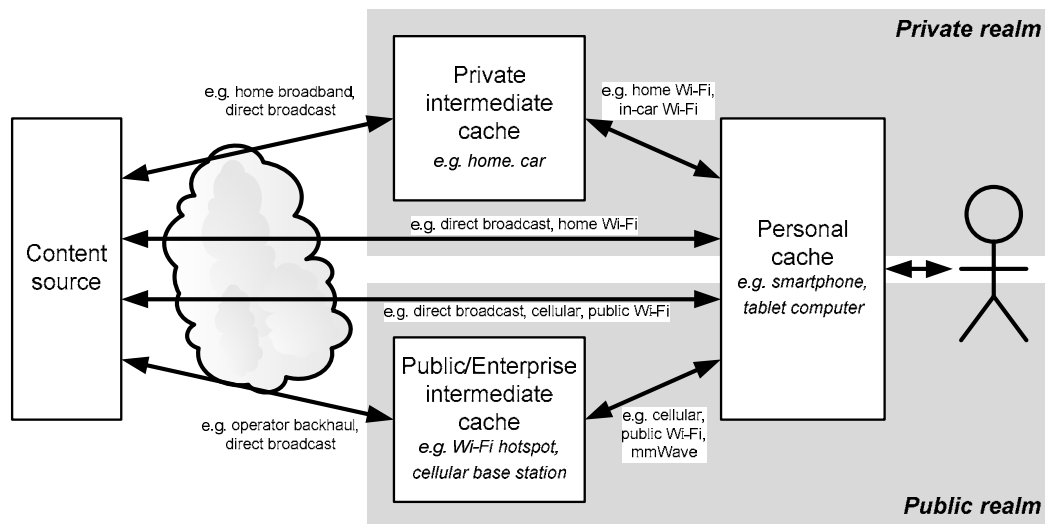 Private realm
Private
intermediate
cache
e.g. home. car
e.g. home broadband,
direct broadcast
e.g. home Wi-Fi,
in-car Wi-Fi
Content
source
e.g. direct broadcast, home Wi-Fi
Personal
cache
e.g. smartphone,
tablet computer
e.g. direct broadcast, cellular, public Wi-Fi
Public/Enterprise
intermediate
cache
e.g. Wi-Fi hotspot,
cellular base station
e.g. operator backhaul,
direct broadcast
e.g. cellular,
public Wi-Fi,
mmWave
Public realm